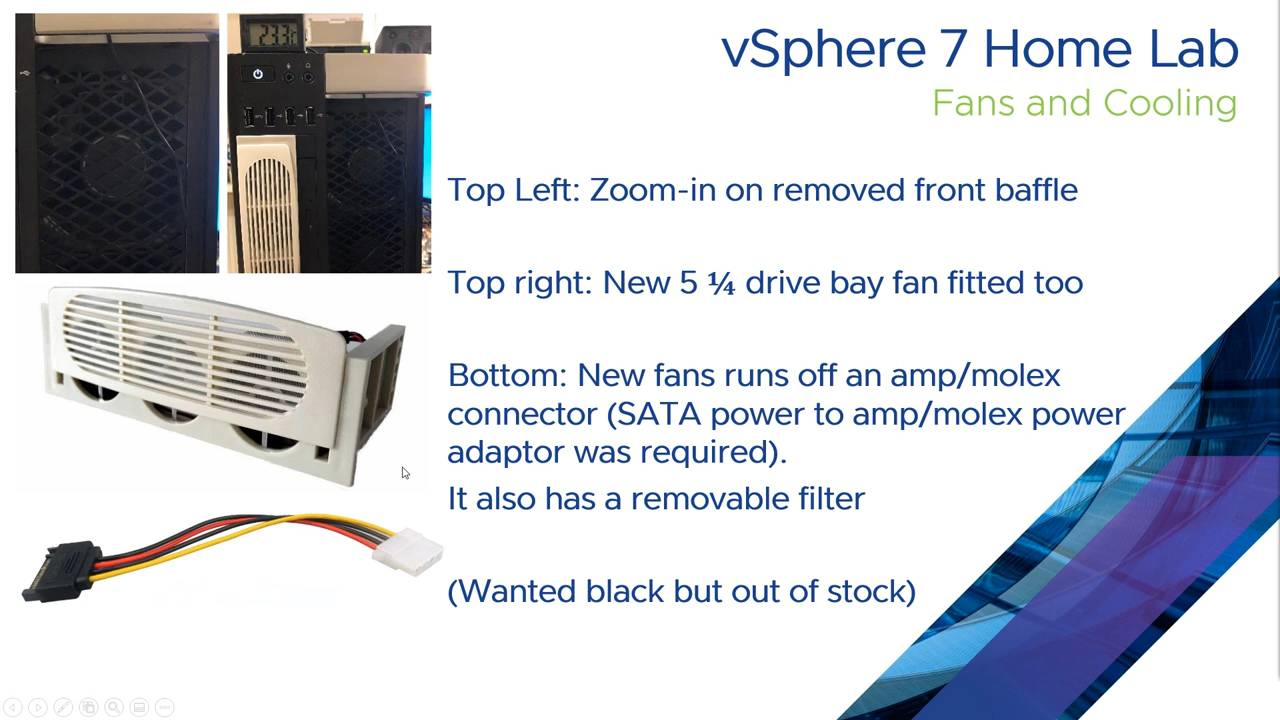 vSphere 7 Home Lab
Fans and Cooling
Top Left: Zoom-in on removed front baffle
Top right: New 5 ¼ drive bay fan fitted too
Bottom: New fans runs off an amp/molex
connector (SATA power to amp/molex power
adaptor was required).
It also has a removable filter
(Wanted black but out of stock)